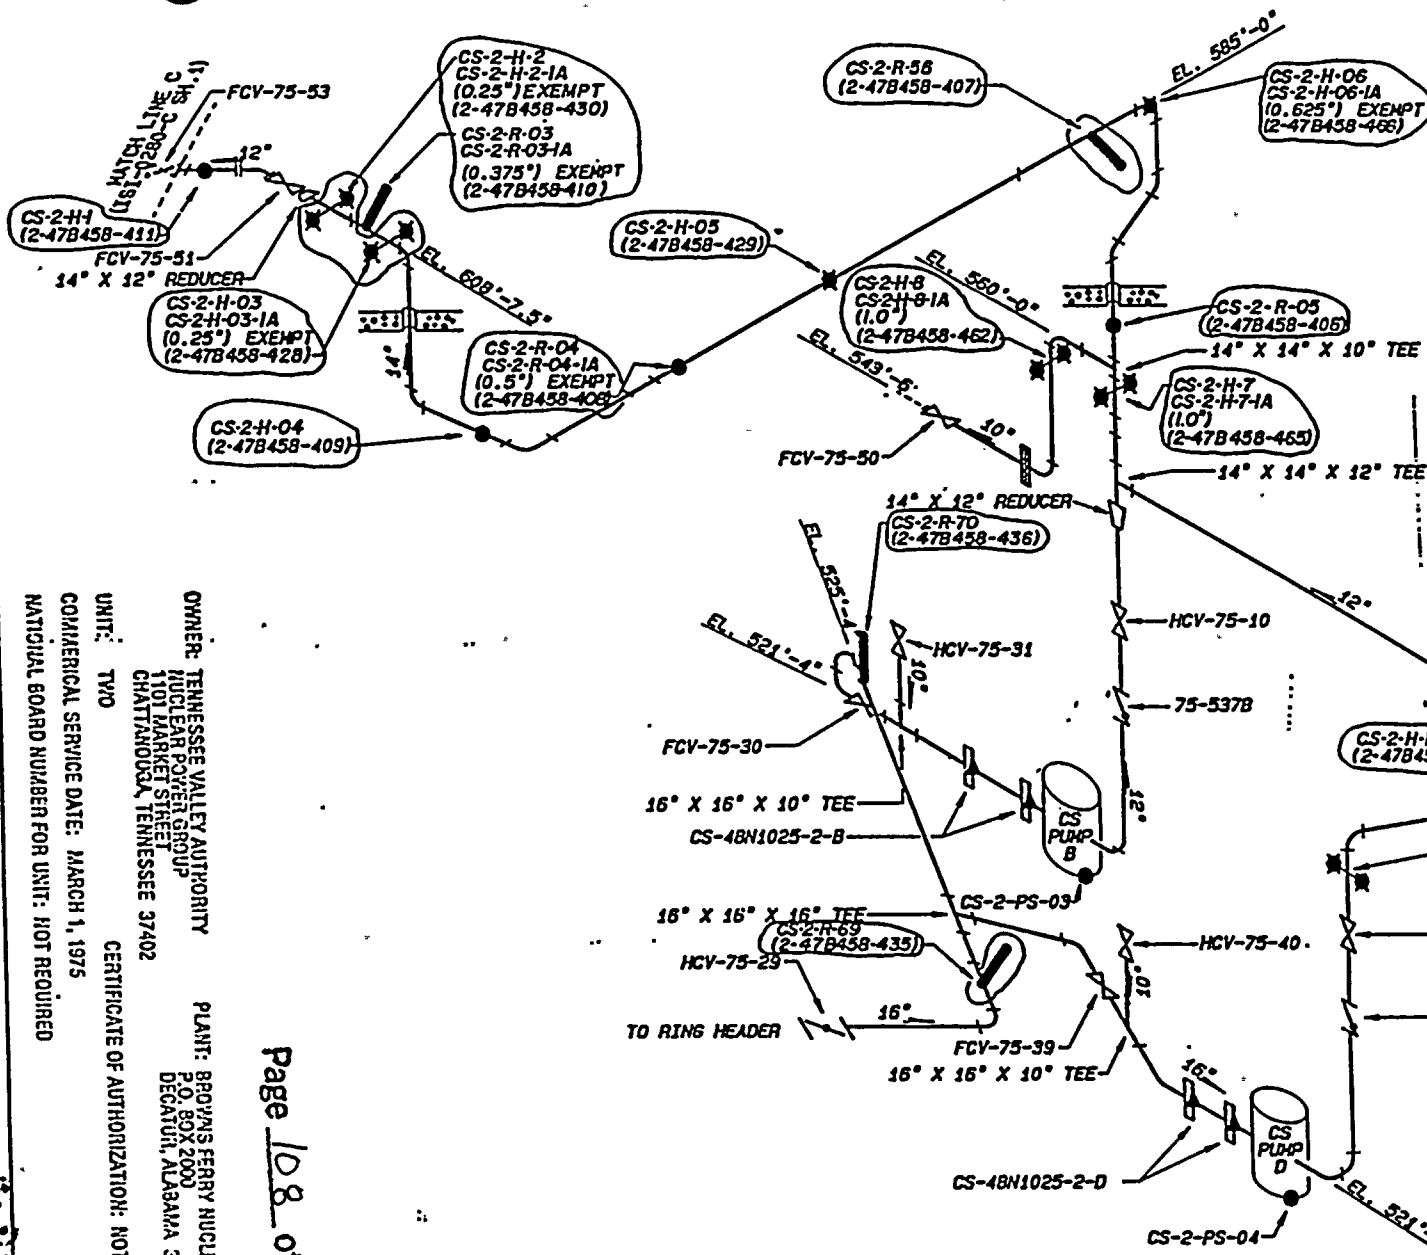 MATCH LINE C
(ISI-0280-C SH.1)
FCV-75-53
12"
CS-2-H-1
(2-47B458-411)
FCV-75-51
14" X 12" REDUCER
CS-2-H-2
CS-2-H-2-IA
(0.25") EXEMPT
(2-47B458-430)
CS-2-R-03
CS-2-R-03-IA
(0.375") EXEMPT
(2-47B458-410)
CS-2-H-03
CS-2-H-03-IA
(0.25") EXEMPT
(2-47B458-428)
EL. 608'-7.5"
14"
CS-2-H-04
(2-47B458-409)
CS-2-R-04
CS-2-R-04-IA
(0.5") EXEMPT
(2-47B458-408)
CS-2-H-05
(2-47B458-429)
CS-2-R-56
(2-47B458-407)
EL. 585'-0"
CS-2-H-06
CS-2-H-06-IA
(0.625") EXEMPT
(2-47B458-466)
EL. 560'-0"
CS-2-H-8
CS-2-H-8-IA
(1.0")
(2-47B458-462)
CS-2-R-05
(2-47B458-406)
14" X 14" X 10" TEE
CS-2-H-7
CS-2-H-7-IA
(1.0")
(2-47B458-465)
EL. 543'-6"
10"
FCV-75-50
14" X 14" X 12" TEE
14" X 12" REDUCER
CS-2-R-70
(2-47B458-436)
12"
EL. 525'-4"
EL. 521'-4"
HCV-75-31
10"
HCV-75-10
75-537B
FCV-75-30
16" X 16" X 10" TEE
CS-48N1025-2-B
CS
PUMP
B
12"
CS-2-PS-03
CS-2-H-
(2-47B45
16" X 16" X 16" TEE
CS-2-R-69
(2-47B458-435)
HCV-75-29
TO RING HEADER
16"
HCV-75-40
10"
FCV-75-39
16" X 16" X 10" TEE
16"
CS-48N1025-2-D
CS
PUMP
D
CS-2-PS-04
EL. 521'-
OWNER: TENNESSEE VALLEY AUTHORITY
NUCLEAR POWER GROUP
1101 MARKET STREET
CHATTANOOGA, TENNESSEE 37402
PLANT: BROWNS FERRY NUCL
P.O. BOX 2000
DECATUR, ALABAMA 3
UNIT: TWO
CERTIFICATE OF AUTHORIZATION: NOT
COMMERICAL SERVICE DATE: MARCH 1, 1975
NATIONAL BOARD NUMBER FOR UNIT: NOT REQUIRED
Page 108 o